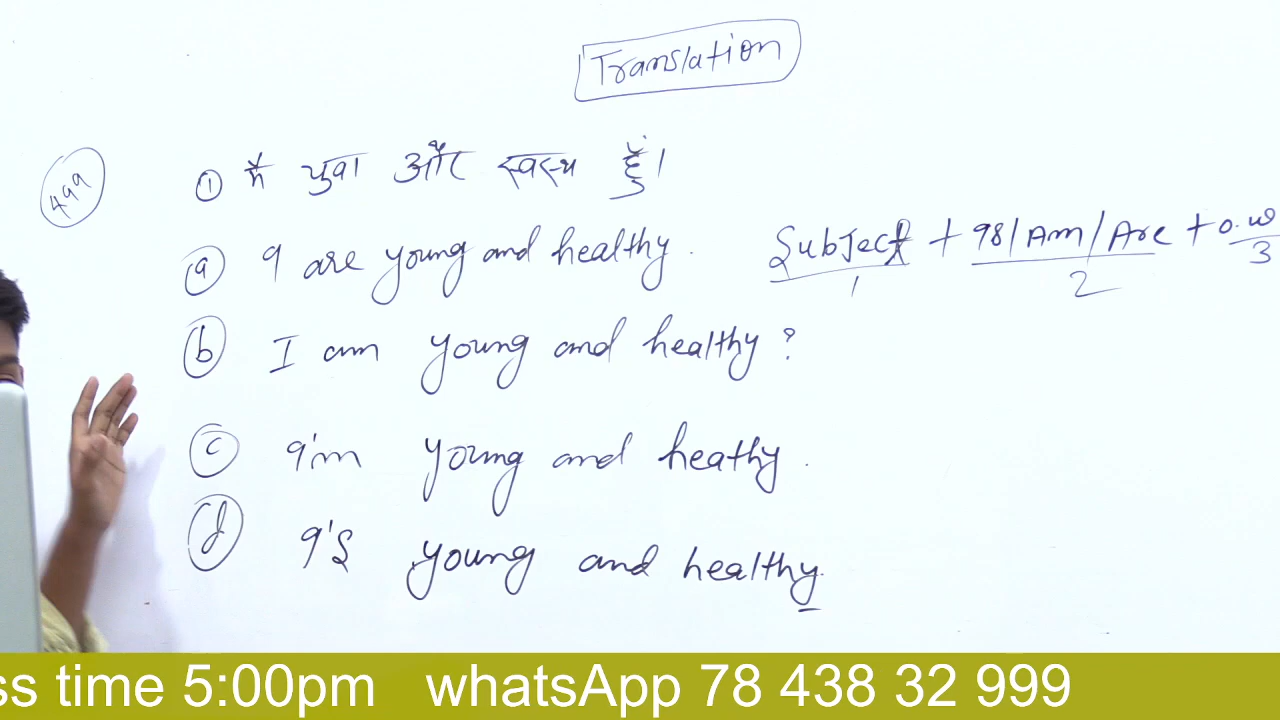 Translation
499
① मैं युवा और स्वस्थ हूँ।
ⓐ I are young and healthy.
Subject + Is/Am/Are + o.w
1 2 3
ⓑ I am young and healthy?
ⓒ I'm young and heathy.
ⓓ I's young and healthy.
ss time 5:00pm whatsApp 78 438 32 999